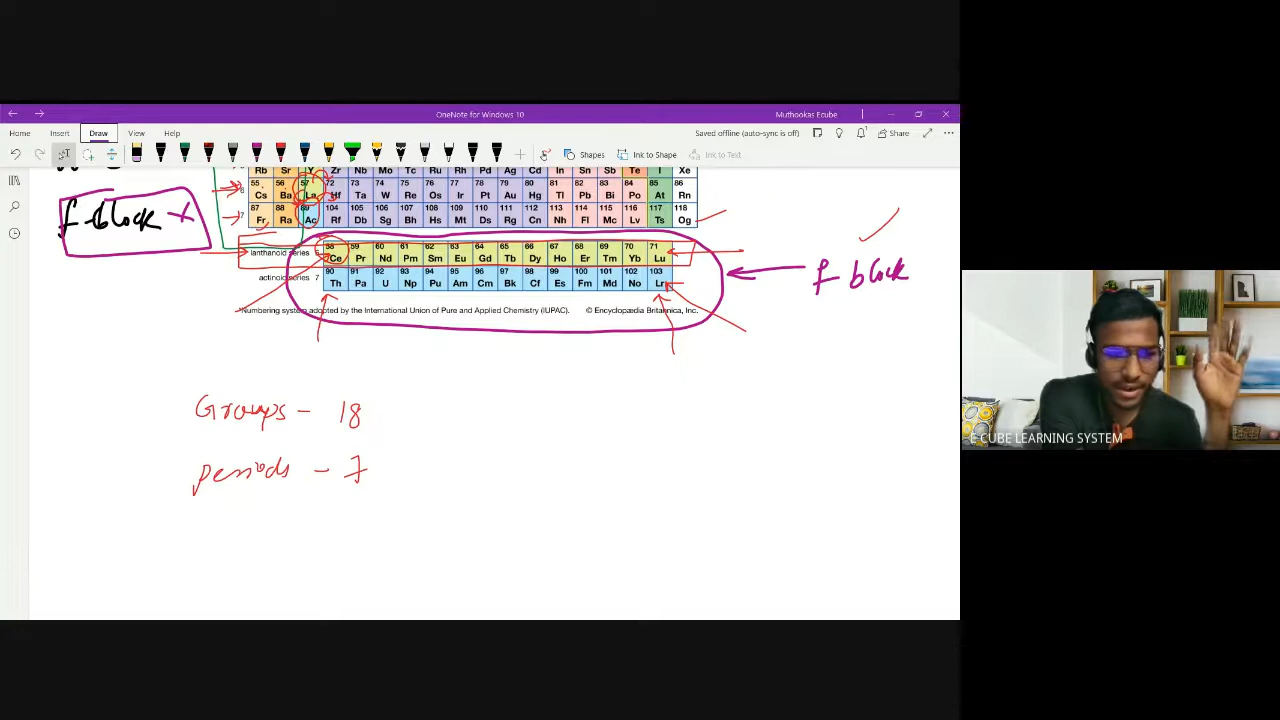 OneNote for Windows 10
Muthookas Ecube
Home Insert Draw View Help
Saved offline (auto-sync is off)
Share
Shapes
Ink to Shape
Ink to Text
Rb Sr Y Zr Nb Mo Tc Ru Rh Pd Ag Cd In Sn Sb Te I Xe
55 56 57 72 73 74 75 76 77 78 79 80 81 82 83 84 85 86
6 Cs Ba La Hf Ta W Re Os Ir Pt Au Hg Tl Pb Bi Po At Rn
87 88 89 104 105 106 107 108 109 110 111 112 113 114 115 116 117 118
7 Fr Ra Ac Rf Db Sg Bh Hs Mt Ds Rg Cn Nh Fl Mc Lv Ts Og
f block
58 59 60 61 62 63 64 65 66 67 68 69 70 71
lanthanoid series 6 Ce Pr Nd Pm Sm Eu Gd Tb Dy Ho Er Tm Yb Lu
90 91 92 93 94 95 96 97 98 99 100 101 102 103
actinoid series 7 Th Pa U Np Pu Am Cm Bk Cf Es Fm Md No Lr
f block
*Numbering system adopted by the International Union of Pure and Applied Chemistry (IUPAC).
© Encyclopædia Britannica, Inc.
Groups - 18
periods - 7
E CUBE LEARNING SYSTEM